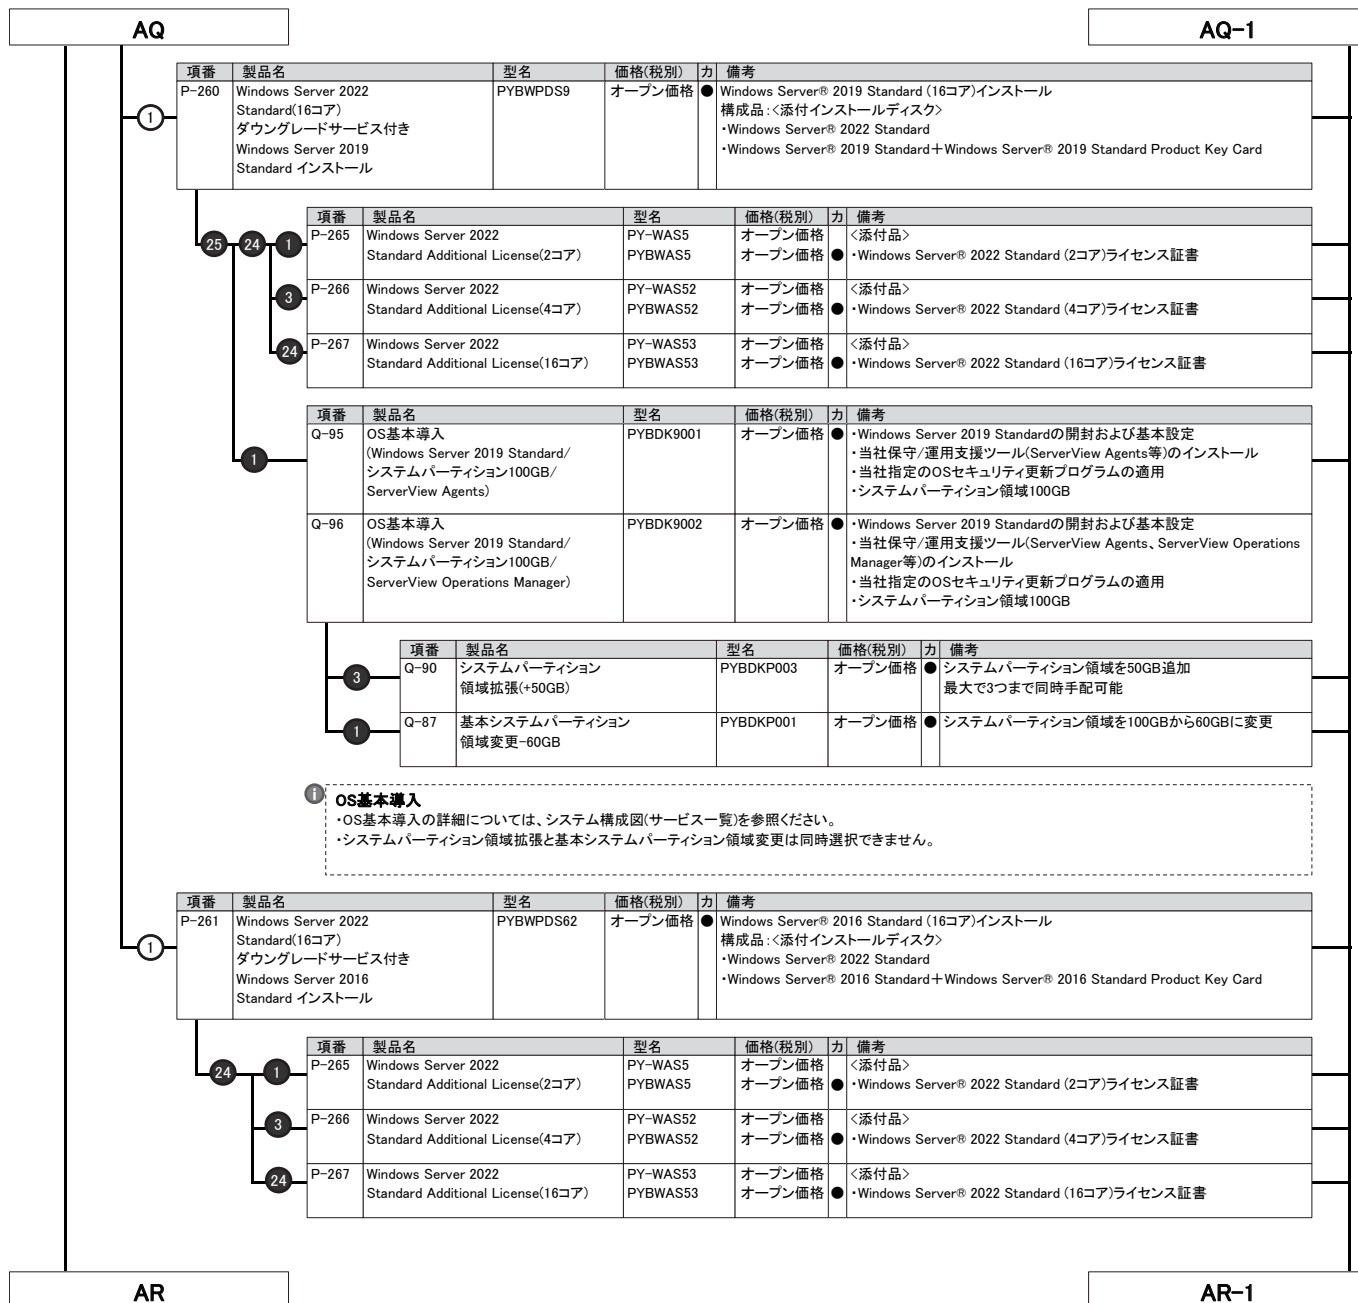 AQ
AQ-1
項番 製品名 型名 価格(税別) カ 備考
P-260 Windows Server 2022 PYBWPDS9 オープン価格 ● Windows Server® 2019 Standard (16コア)インストール
Standard(16コア) 構成品:<添付インストールディスク>
ダウングレードサービス付き ・Windows Server® 2022 Standard
Windows Server 2019 ・Windows Server® 2019 Standard+Windows Server® 2019 Standard Product Key Card
Standard インストール
1
項番 製品名 型名 価格(税別) カ 備考
25 24 1 P-265 Windows Server 2022 PY-WAS5 オープン価格 <添付品>
Standard Additional License(2コア) PYBWAS5 オープン価格 ● ・Windows Server® 2022 Standard (2コア)ライセンス証書
3 P-266 Windows Server 2022 PY-WAS52 オープン価格 <添付品>
Standard Additional License(4コア) PYBWAS52 オープン価格 ● ・Windows Server® 2022 Standard (4コア)ライセンス証書
24 P-267 Windows Server 2022 PY-WAS53 オープン価格 <添付品>
Standard Additional License(16コア) PYBWAS53 オープン価格 ● ・Windows Server® 2022 Standard (16コア)ライセンス証書
項番 製品名 型名 価格(税別) カ 備考
Q-95 OS基本導入 PYBDK9001 オープン価格 ● ・Windows Server 2019 Standardの開封および基本設定
(Windows Server 2019 Standard/ ・当社保守/運用支援ツール(ServerView Agents等)のインストール
システムパーティション100GB/ ・当社指定のOSセキュリティ更新プログラムの適用
ServerView Agents) ・システムパーティション領域100GB
1
Q-96 OS基本導入 PYBDK9002 オープン価格 ● ・Windows Server 2019 Standardの開封および基本設定
(Windows Server 2019 Standard/ ・当社保守/運用支援ツール(ServerView Agents、ServerView Operations
システムパーティション100GB/ Manager等)のインストール
ServerView Operations Manager) ・当社指定のOSセキュリティ更新プログラムの適用
・システムパーティション領域100GB
項番 製品名 型名 価格(税別) カ 備考
3 Q-90 システムパーティション PYBDKP003 オープン価格 ● システムパーティション領域を50GB追加
領域拡張(+50GB) 最大で3つまで同時手配可能
1 Q-87 基本システムパーティション PYBDKP001 オープン価格 ● システムパーティション領域を100GBから60GBに変更
領域変更-60GB
i OS基本導入
・OS基本導入の詳細については、システム構成図(サービス一覧)を参照ください。
・システムパーティション領域拡張と基本システムパーティション領域変更は同時選択できません。
項番 製品名 型名 価格(税別) カ 備考
P-261 Windows Server 2022 PYBWPDS62 オープン価格 ● Windows Server® 2016 Standard (16コア)インストール
Standard(16コア) 構成品:<添付インストールディスク>
ダウングレードサービス付き ・Windows Server® 2022 Standard
Windows Server 2016 ・Windows Server® 2016 Standard+Windows Server® 2016 Standard Product Key Card
Standard インストール
1
項番 製品名 型名 価格(税別) カ 備考
24 1 P-265 Windows Server 2022 PY-WAS5 オープン価格 <添付品>
Standard Additional License(2コア) PYBWAS5 オープン価格 ● ・Windows Server® 2022 Standard (2コア)ライセンス証書
3 P-266 Windows Server 2022 PY-WAS52 オープン価格 <添付品>
Standard Additional License(4コア) PYBWAS52 オープン価格 ● ・Windows Server® 2022 Standard (4コア)ライセンス証書
24 P-267 Windows Server 2022 PY-WAS53 オープン価格 <添付品>
Standard Additional License(16コア) PYBWAS53 オープン価格 ● ・Windows Server® 2022 Standard (16コア)ライセンス証書
AR
AR-1